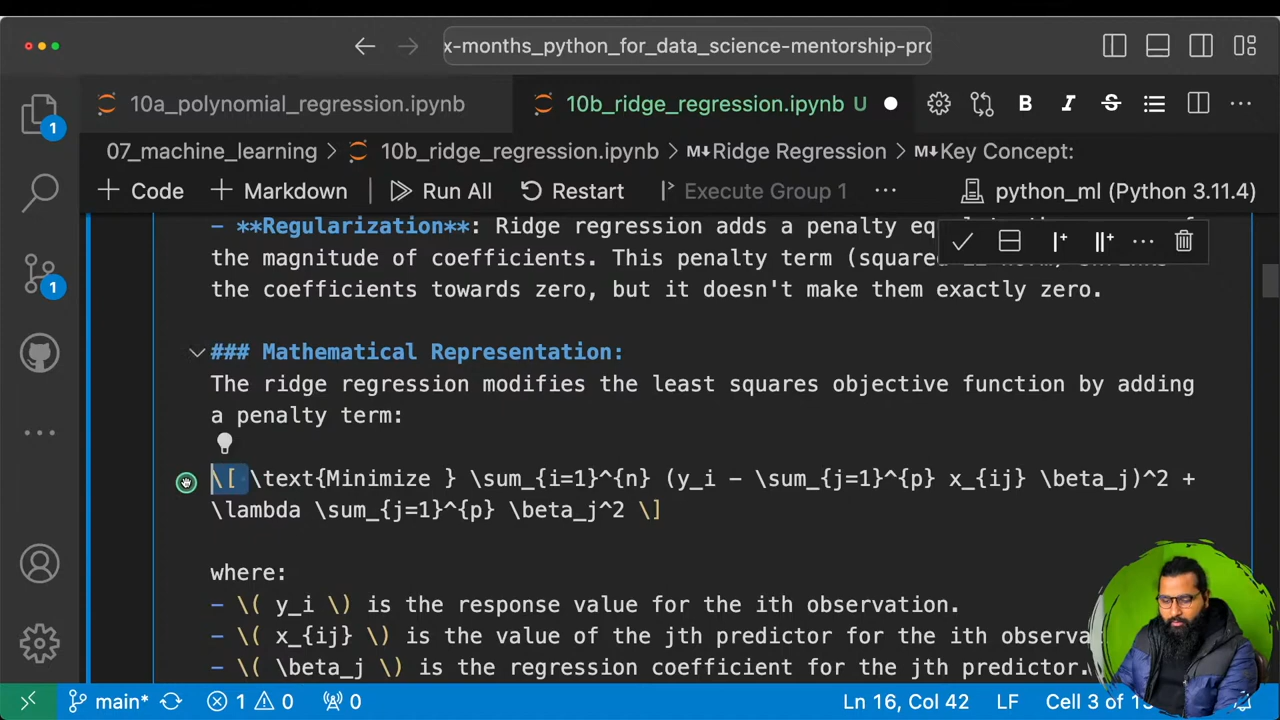 x-months_python_for_data_science-mentorship-pro
10a_polynomial_regression.ipynb
10b_ridge_regression.ipynb U
B I S
07_machine_learning > 10b_ridge_regression.ipynb > M↓Ridge Regression > M↓Key Concept:
+ Code + Markdown Run All Restart Execute Group 1 ... python_ml (Python 3.11.4)
- **Regularization**: Ridge regression adds a penalty
the magnitude of coefficients. This penalty term
the coefficients towards zero, but it doesn't make them exactly zero.
### Mathematical Representation:
The ridge regression modifies the least squares objective function by adding
a penalty term:
\[ \text{Minimize } \sum_{i=1}^{n} (y_i - \sum_{j=1}^{p} x_{ij} \beta_j)^2 +
\lambda \sum_{j=1}^{p} \beta_j^2 \]
where:
- \( y_i \) is the response value for the ith observation.
- \( x_{ij} \) is the value of the jth predictor for the ith observa
- \( \beta_j \) is the regression coefficient for the jth predictor.
1
1
main* 1 0 0 Ln 16, Col 42 LF Cell 3 of 1